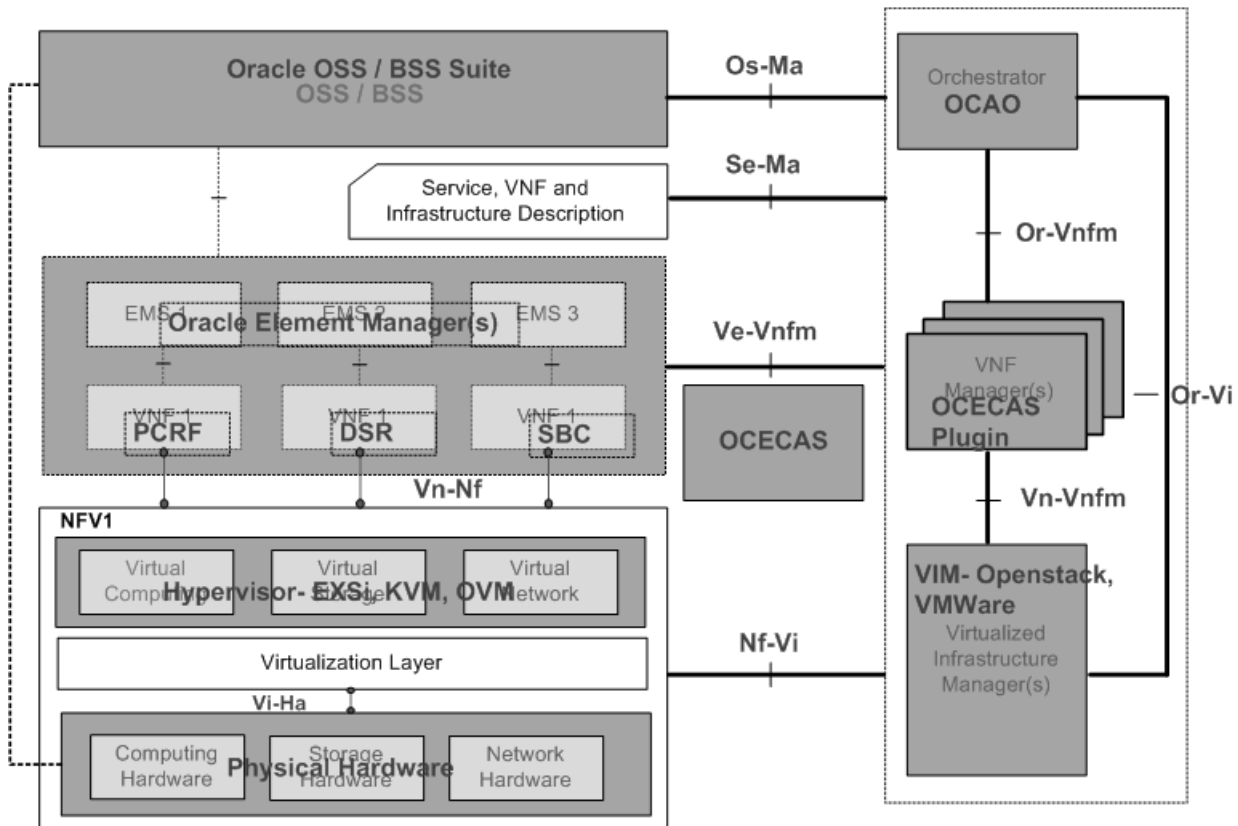 Oracle OSS / BSS Suite
OSS / BSS
Os-Ma
Orchestrator
OCAO
Se-Ma
Service, VNF and
Infrastructure Description
Or-Vnfm
EMS 1
EMS 2
EMS 3
Oracle Element Manager(s)
Ve-Vnfm
VNF
Manager(s)
OCECAS
Plugin
Or-Vi
VNF 1
VNF 1
VNF 1
PCRF
DSR
SBC
OCECAS
Vn-Nf
Vn-Vnfm
NFV1
Virtual
Computing
Virtual
Storage
Virtual
Network
Hypervisor- EXSi, KVM, OVM
VIM- Openstack,
VMWare
Virtualized
Infrastructure
Manager(s)
Virtualization Layer
Nf-Vi
Vi-Ha
Computing
Hardware
Storage
Hardware
Network
Hardware
Physical Hardware